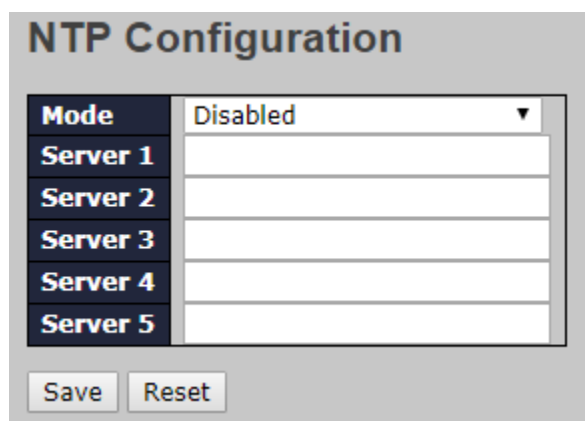 NTP Configuration
Mode Disabled
Server 1
Server 2
Server 3
Server 4
Server 5
Save Reset